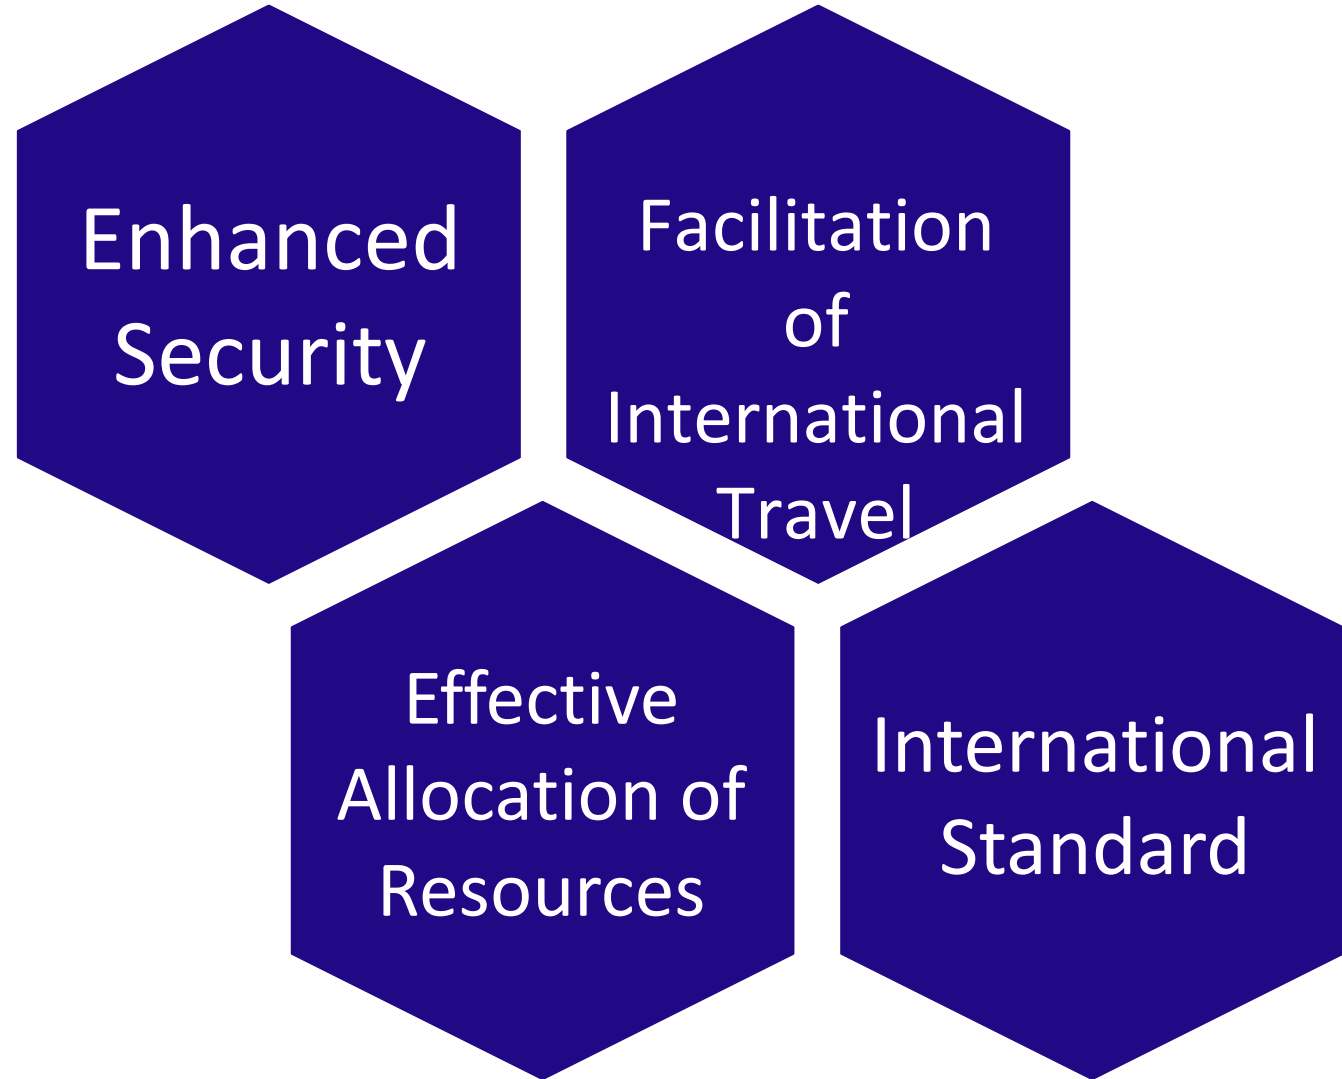 Enhanced
Security
Facilitation
of
International
Travel
Effective
Allocation of
Resources
International
Standard